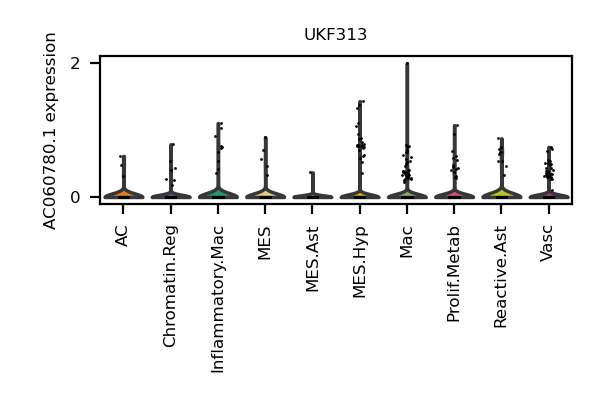 UKF313
AC060780.1 expression
2
0
AC
Chromatin.Reg
Inflammatory.Mac
MES
MES.Ast
MES.Hyp
Mac
Prolif.Metab
Reactive.Ast
Vasc